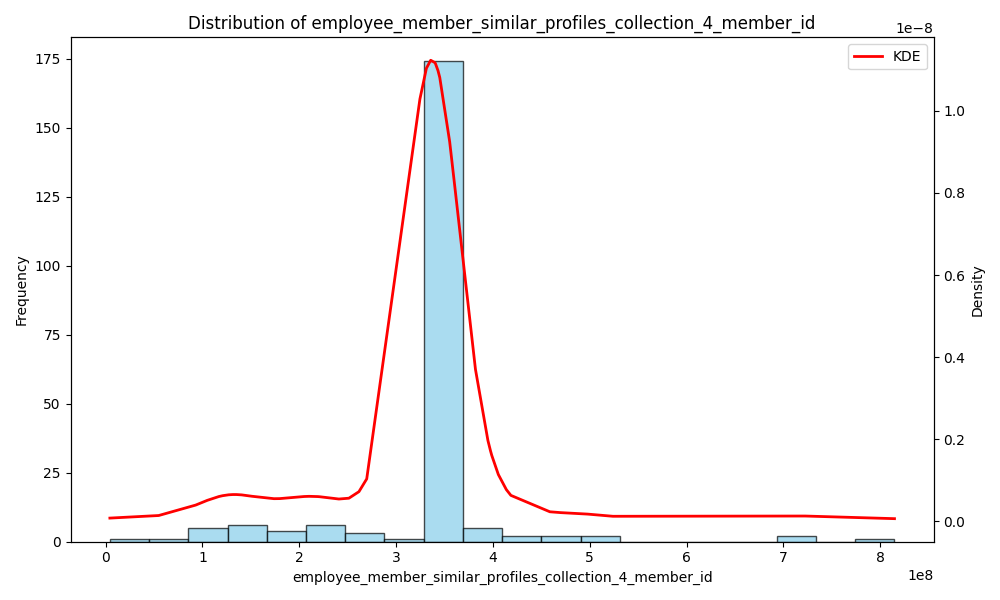 Distribution of employee_member_similar_profiles_collection_4_member_id
1e−8
KDE
175
150
125
100
75
50
25
0
Frequency
1.0
0.8
0.6
0.4
0.2
0.0
Density
0 1 2 3 4 5 6 7 8
1e8
employee_member_similar_profiles_collection_4_member_id